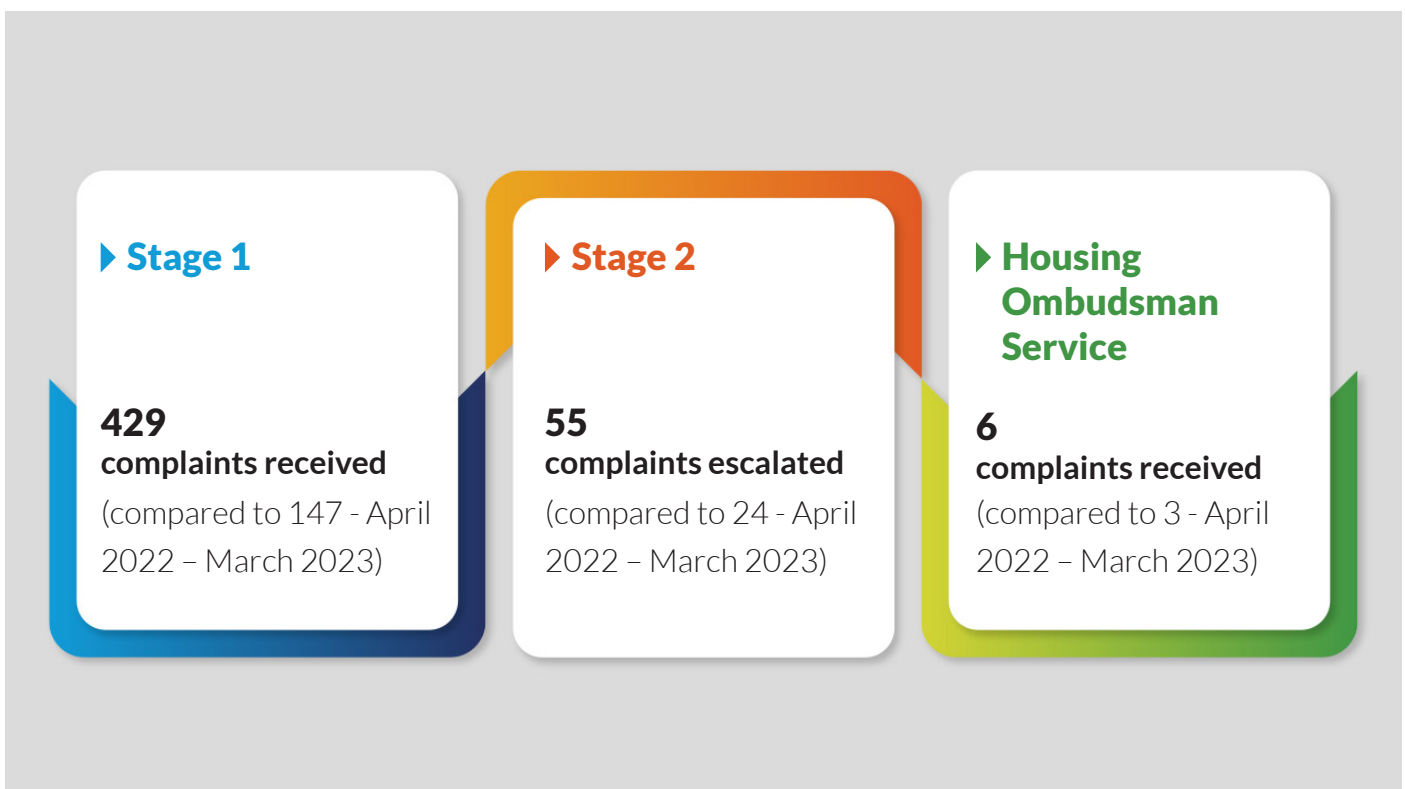 Stage 1
429
complaints received
(compared to 147 - April
2022 – March 2023)
Stage 2
55
complaints escalated
(compared to 24 - April
2022 – March 2023)
Housing
Ombudsman
Service
6
complaints received
(compared to 3 - April
2022 – March 2023)